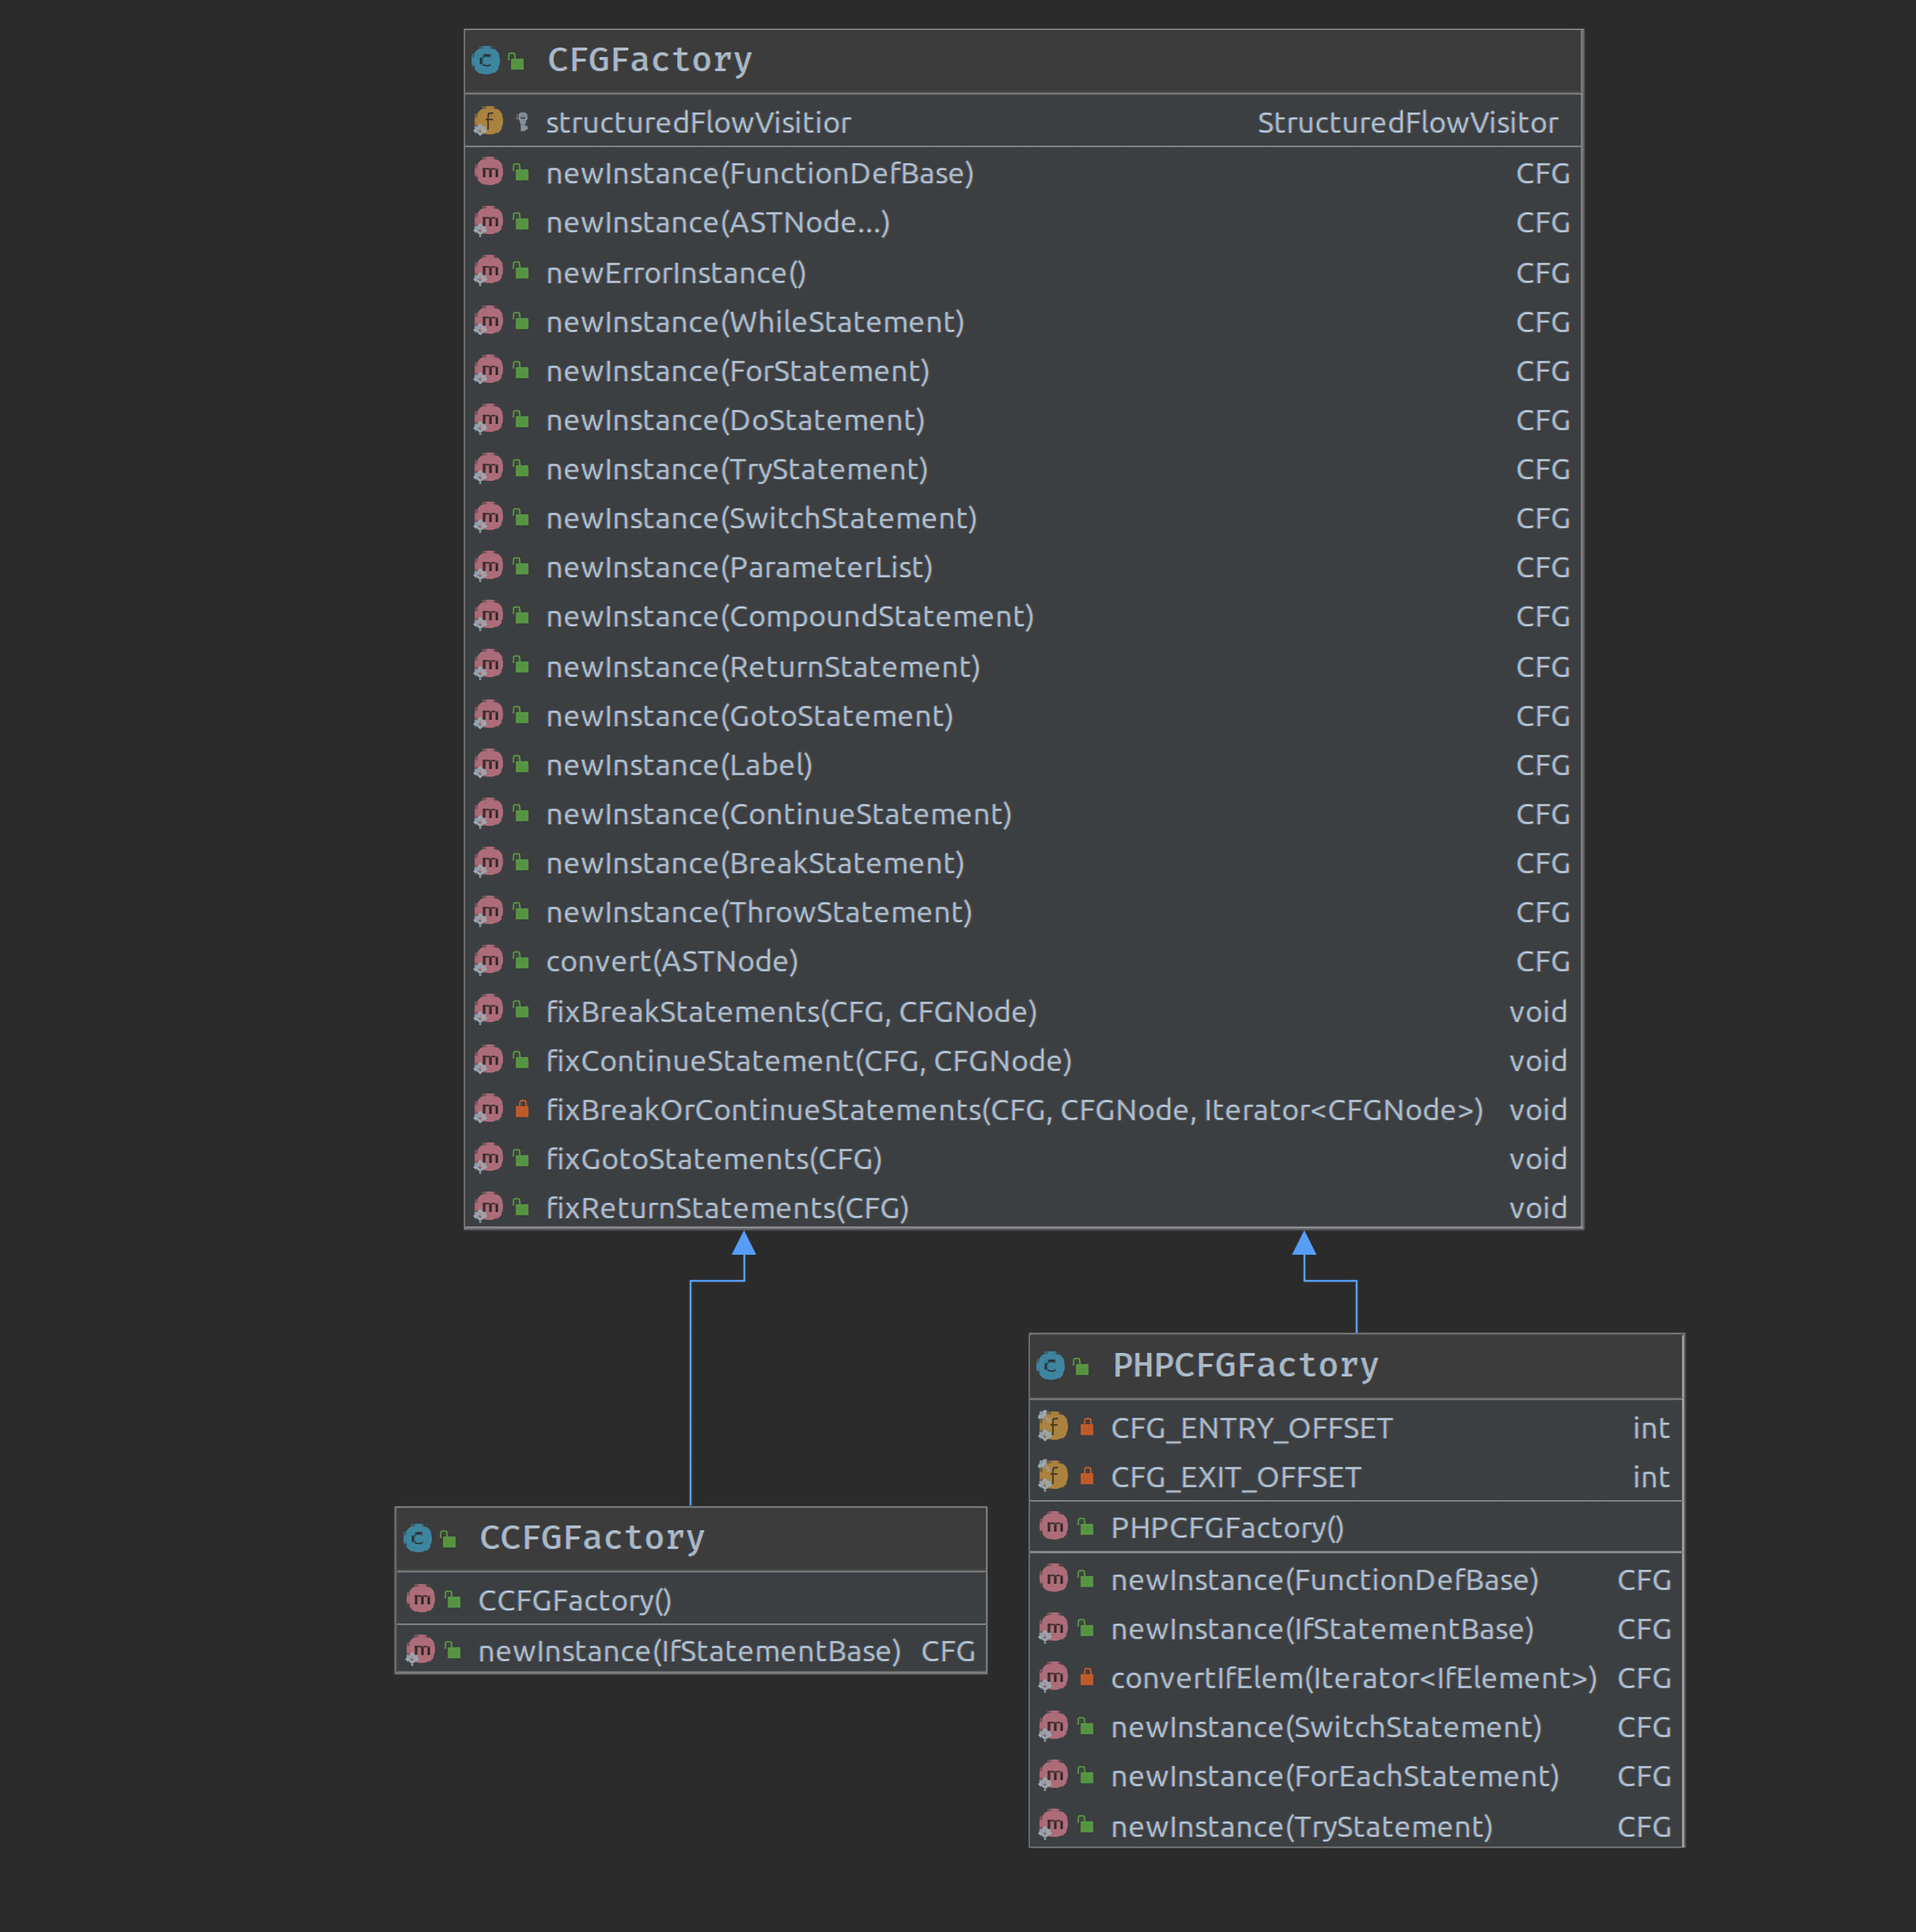 CFGFactory
structuredFlowVisitior StructuredFlowVisitor
newInstance(FunctionDefBase) CFG
newInstance(ASTNode...) CFG
newErrorInstance() CFG
newInstance(WhileStatement) CFG
newInstance(ForStatement) CFG
newInstance(DoStatement) CFG
newInstance(TryStatement) CFG
newInstance(SwitchStatement) CFG
newInstance(ParameterList) CFG
newInstance(CompoundStatement) CFG
newInstance(ReturnStatement) CFG
newInstance(GotoStatement) CFG
newInstance(Label) CFG
newInstance(ContinueStatement) CFG
newInstance(BreakStatement) CFG
newInstance(ThrowStatement) CFG
convert(ASTNode) CFG
fixBreakStatements(CFG, CFGNode) void
fixContinueStatement(CFG, CFGNode) void
fixBreakOrContinueStatements(CFG, CFGNode, Iterator<CFGNode>) void
fixGotoStatements(CFG) void
fixReturnStatements(CFG) void
PHPCFGFactory
CFG_ENTRY_OFFSET int
CFG_EXIT_OFFSET int
PHPCFGFactory()
newInstance(FunctionDefBase) CFG
newInstance(IfStatementBase) CFG
convertIfElem(Iterator<IfElement>) CFG
newInstance(SwitchStatement) CFG
newInstance(ForEachStatement) CFG
newInstance(TryStatement) CFG
CCFGFactory
CCFGFactory()
newInstance(IfStatementBase) CFG